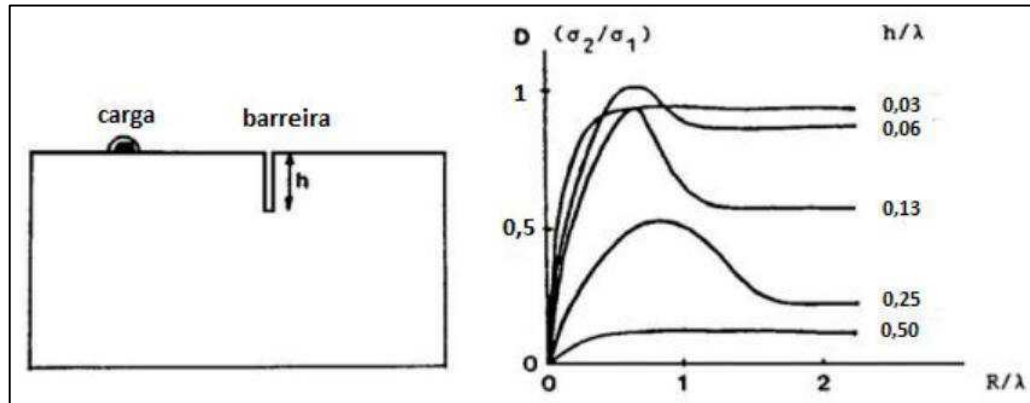 carga
barreira
h
D (σ₂/σ₁)
h/λ
1
0,5
0
0,03
0,06
0,13
0,25
0,50
0 1 2 R/λ